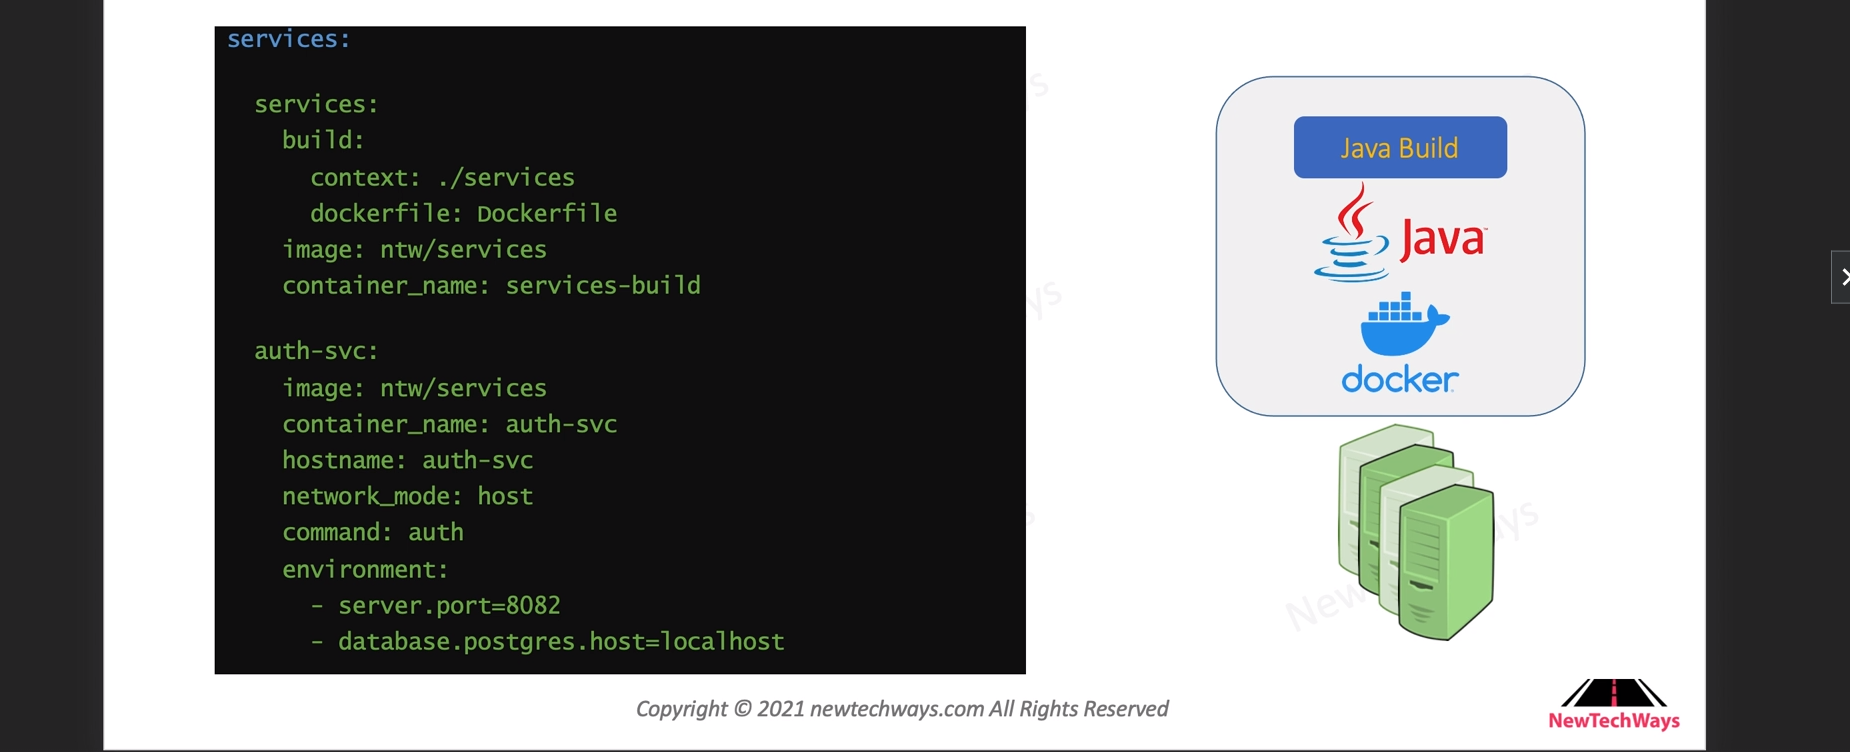 services:
services:
build:
context: ./services
dockerfile: Dockerfile
image: ntw/services
container_name: services-build
auth-svc:
image: ntw/services
container_name: auth-svc
hostname: auth-svc
network_mode: host
command: auth
environment:
- server.port=8082
- database.postgres.host=localhost
Java Build
Java™
docker
Copyright © 2021 newtechways.com All Rights Reserved
NewTechWays